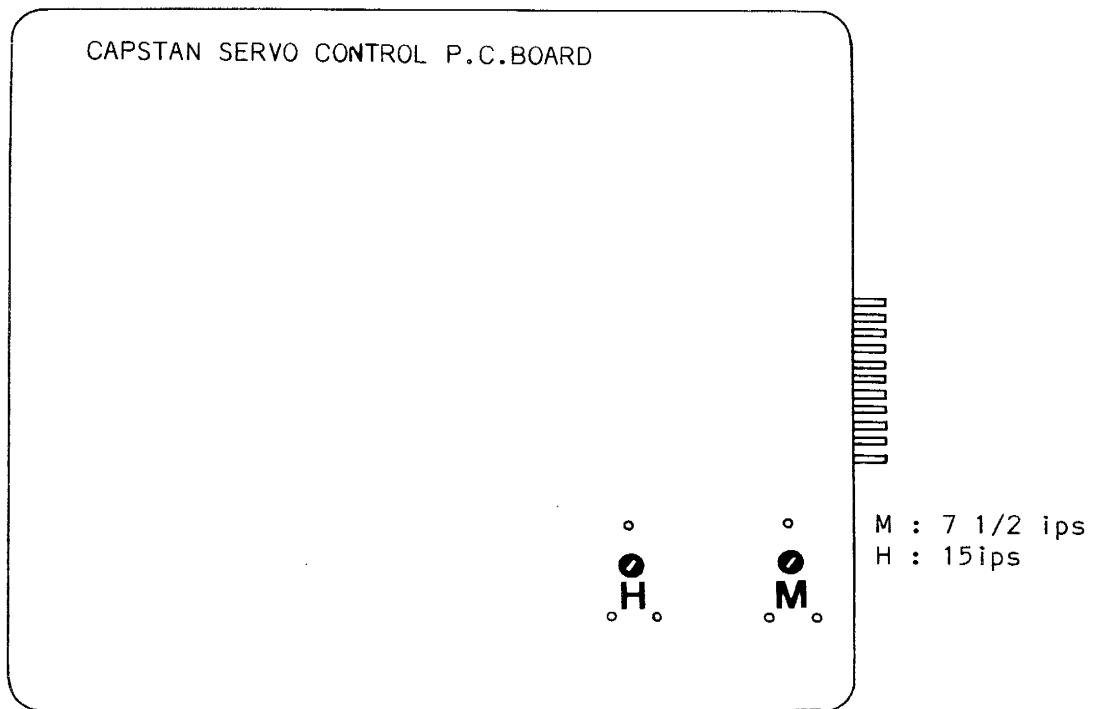 CAPSTAN SERVO CONTROL P.C.BOARD
M : 7 1/2 ips
H : 15ips
H M